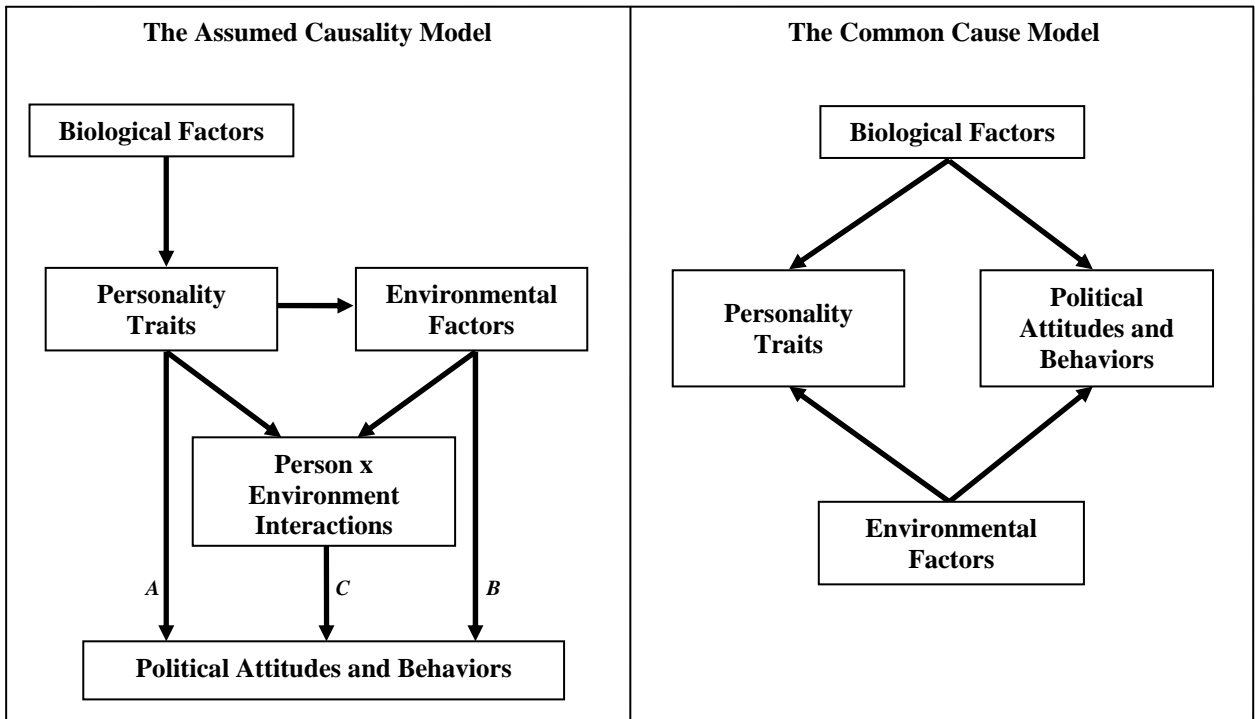 The Assumed Causality Model
Biological Factors
Personality
Traits
Environmental
Factors
Person x
Environment
Interactions
A
C
B
Political Attitudes and Behaviors
The Common Cause Model
Biological Factors
Personality
Traits
Political
Attitudes and
Behaviors
Environmental
Factors